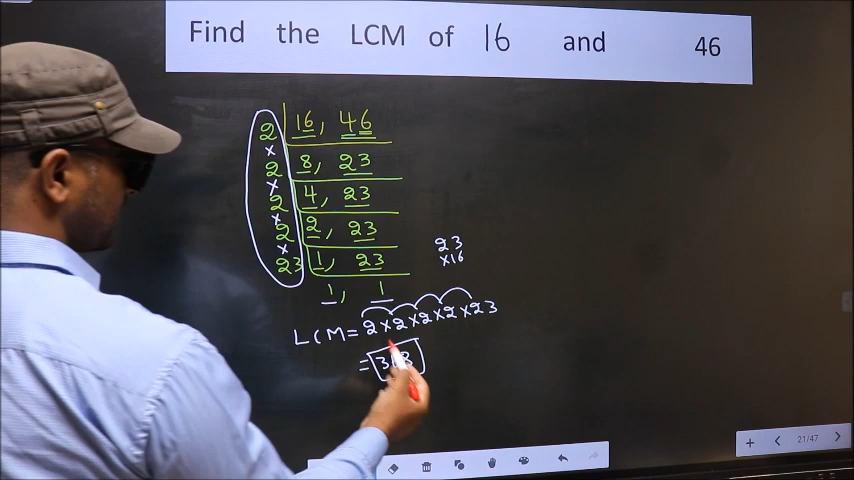 Find the LCM of 16 and 46
2 16, 46
×
2 8, 23
×
2 4, 23
×
2 2, 23
×
23 1, 23
1, 1
23
×16
LCM = 2×2×2×2×23
= 368
21/47